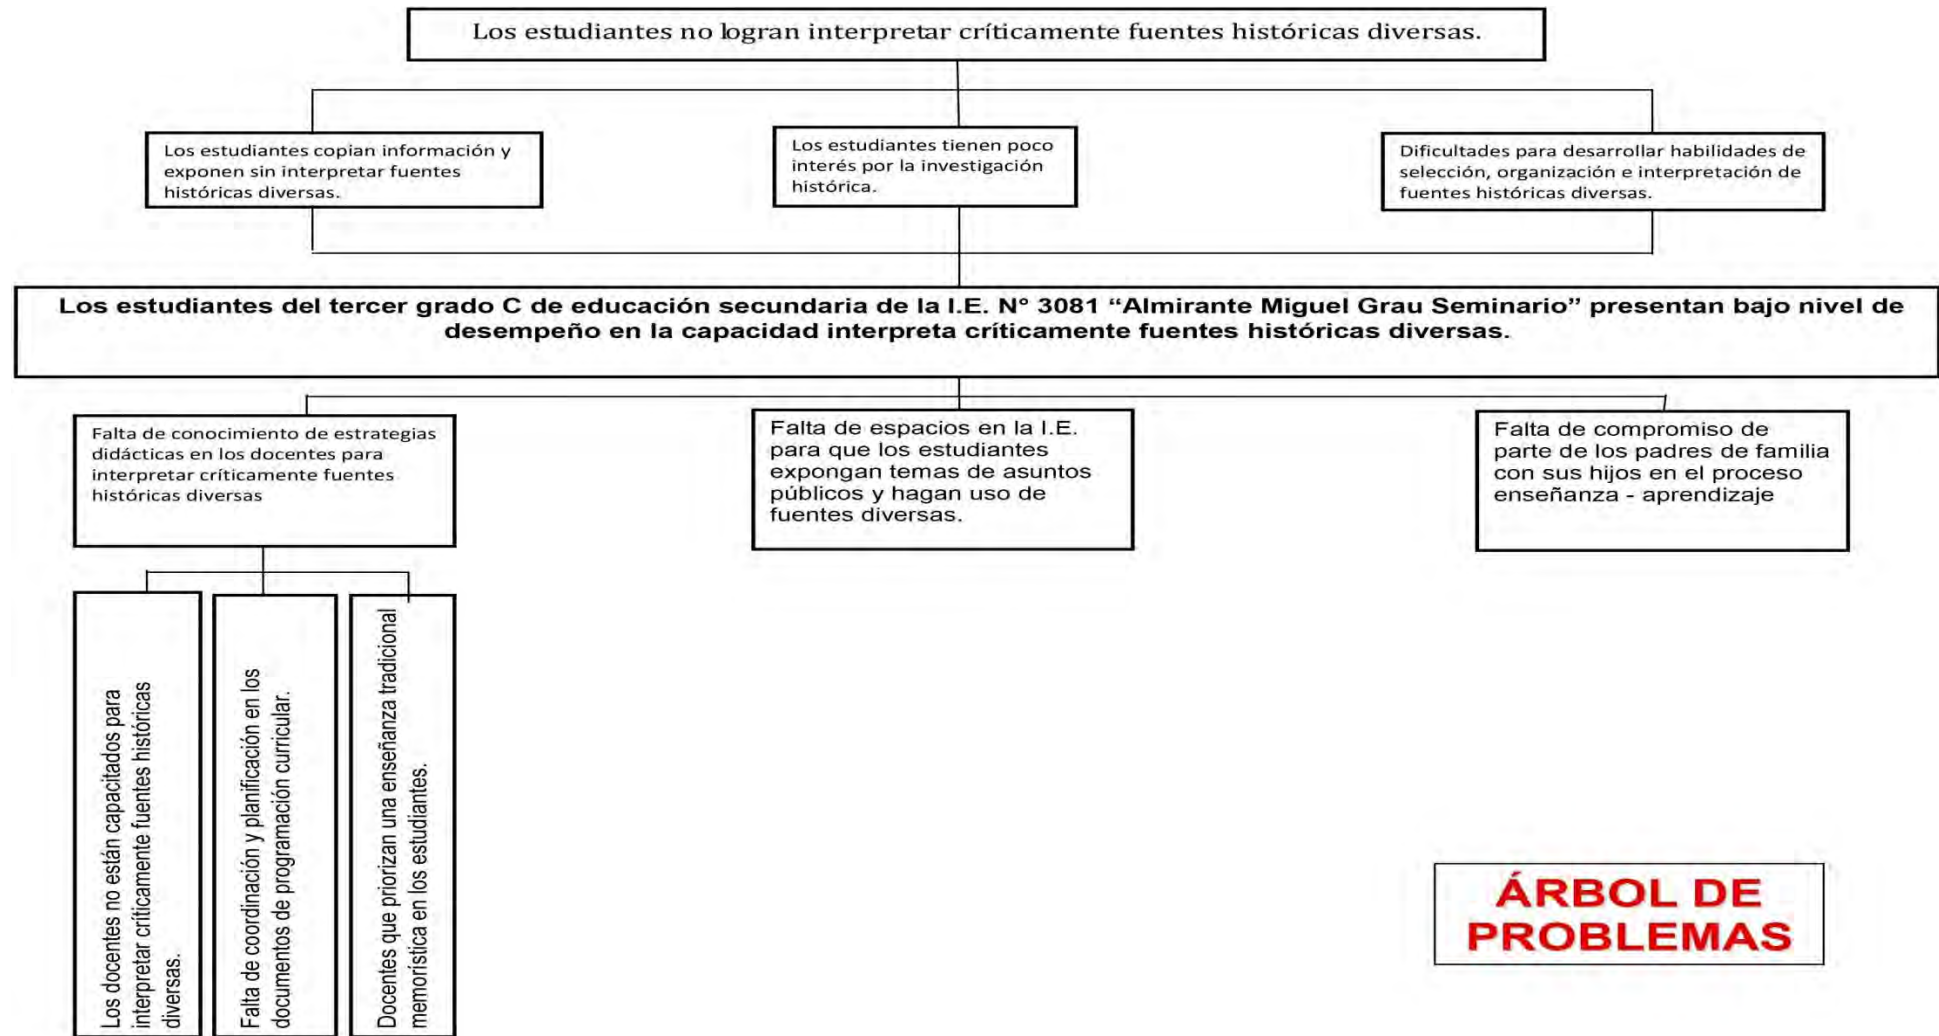 Los estudiantes no logran interpretar críticamente fuentes históricas diversas.
Los estudiantes copian información y
exponen sin interpretar fuentes
históricas diversas.
Los estudiantes tienen poco
interés por la investigación
histórica.
Dificultades para desarrollar habilidades de
selección, organización e interpretación de
fuentes históricas diversas.
Los estudiantes del tercer grado C de educación secundaria de la I.E. N° 3081 “Almirante Miguel Grau Seminario” presentan bajo nivel de
desempeño en la capacidad interpreta críticamente fuentes históricas diversas.
Falta de conocimiento de estrategias
didácticas en los docentes para
interpretar críticamente fuentes
históricas diversas
Falta de espacios en la I.E.
para que los estudiantes
expongan temas de asuntos
públicos y hagan uso de
fuentes diversas.
Falta de compromiso de
parte de los padres de familia
con sus hijos en el proceso
enseñanza - aprendizaje
Los docentes no están capacitados para
interpretar críticamente fuentes históricas
diversas.
Falta de coordinación y planificación en los
documentos de programación curricular.
Docentes que priorizan una enseñanza tradicional
memorística en los estudiantes.
ÁRBOL DE
PROBLEMAS